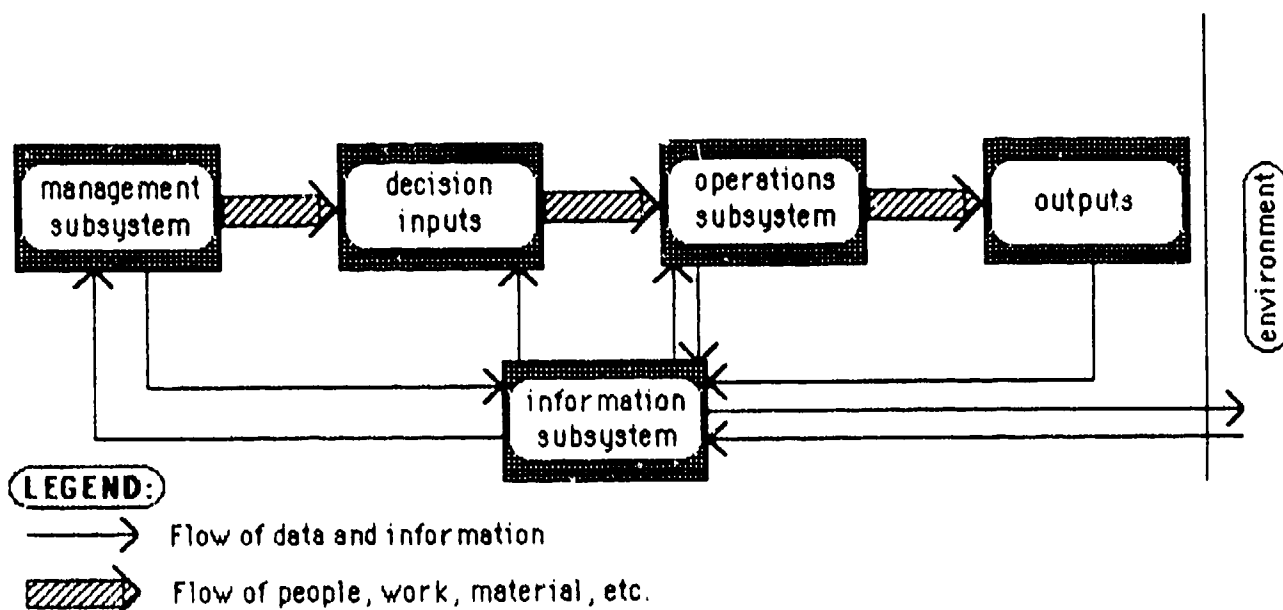 management
subsystem
decision
inputs
operations
subsystem
outputs
environment
information
subsystem
LEGEND:
Flow of data and information
Flow of people, work, material, etc.